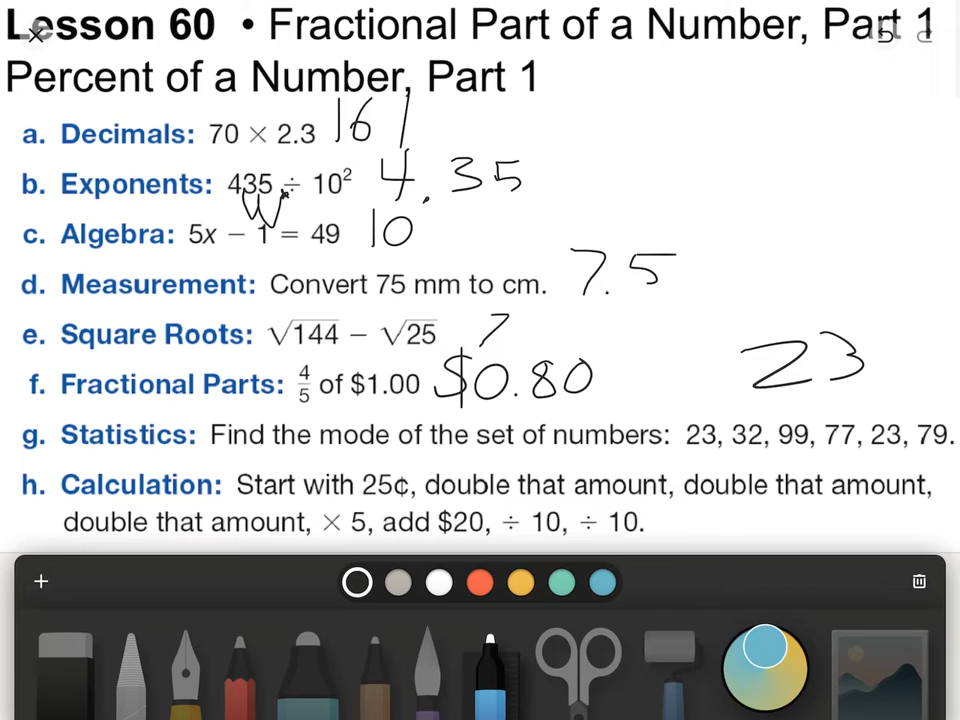 Lesson 60 • Fractional Part of a Number, Part 1
Percent of a Number, Part 1
a. Decimals: 70 × 2.3 161
b. Exponents: 435 ÷ 10² 4.35
c. Algebra: 5x − 1 = 49 10
d. Measurement: Convert 75 mm to cm. 7.5
e. Square Roots: √144 − √25 7
f. Fractional Parts: 4/5 of $1.00 $0.80
23
g. Statistics: Find the mode of the set of numbers: 23, 32, 99, 77, 23, 79.
h. Calculation: Start with 25¢, double that amount, double that amount,
double that amount, × 5, add $20, ÷ 10, ÷ 10.